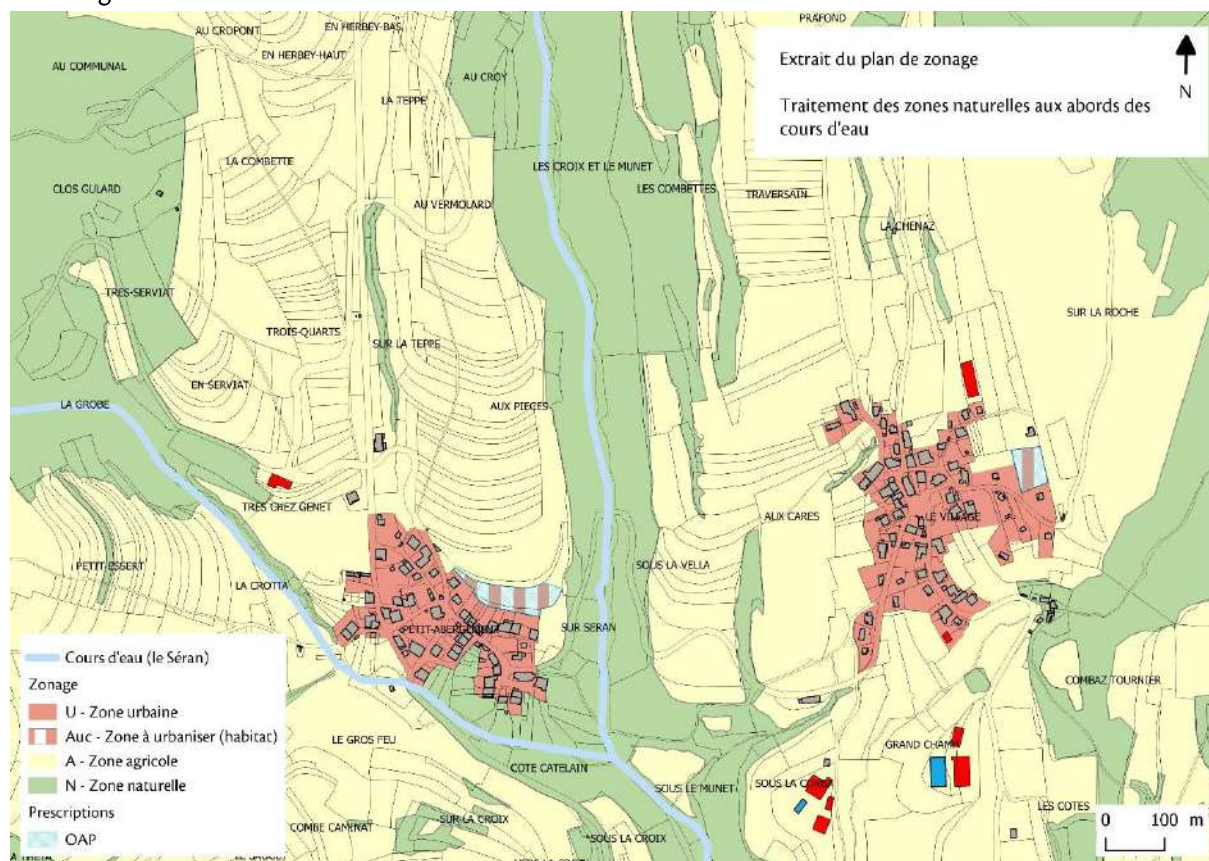 AU CROPONT
EN HERBEY-BAS
PRAFOND
EN HERBEY-HAUT
AU COMMUNAL
AU CROY
LA TEPPE
Extrait du plan de zonage
N
Traitement des zones naturelles aux abords des
cours d'eau
LA COMBETTE
LES CROIX ET LE MUNET
CLOS GULARD
LES COMBETTES
TRAVERSAIN
AU VERMOLARD
LA CHENAZ
TRES-SERVIAT
SUR LA ROCHE
TROIS-QUARTS
SUR LA TEPPE
EN SERVIAT
LA GROBE
AUX PIECES
TRES CHEZ GENET
AUX CARES
LE VILLAGE
PETIT-ESSERT
SOUS LA VELLA
LA CROTTA
PETIT-ABERGEMENT
SUR SERAN
COMBAZ TOURNIER
LE GROS FEU
GRAND CHAMP
COTE CATELAIN
SOUS LE MUNET
LES COTES
SUR LA CROIX
COMBE CAMINAT
SOUS LA CROIX
Cours d'eau (le Séran)
Zonage
U - Zone urbaine
Auc - Zone à urbaniser (habitat)
A - Zone agricole
N - Zone naturelle
Prescriptions
OAP
0 100 m